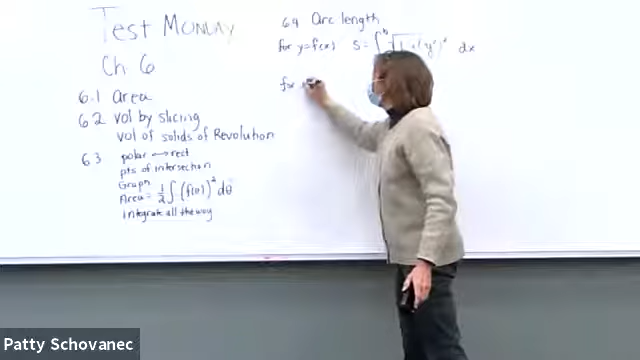 Test MONDAY
Ch 6
6.1 Area
6.2 vol by slicing
vol of solids of Revolution
6.3 polar ↔ rect
pts of intersection
Graph
Area = 1/2 ∫ (f(θ))² dθ
integrate all the way
6.4 Arc length
for y=f(x) S = ∫ √1+(y')² dx
for
Patty Schovanec